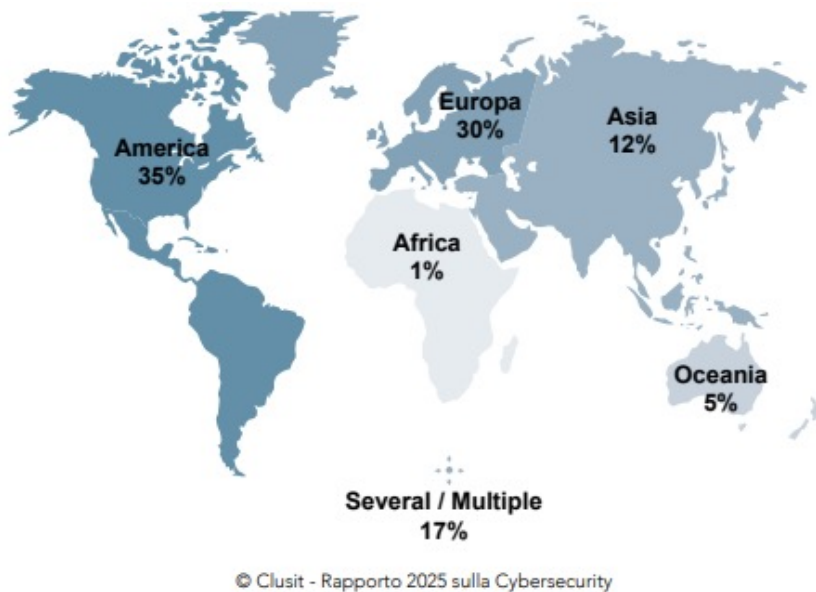 America
35%
Europa
30%
Asia
12%
Africa
1%
Oceania
5%
Several / Multiple
17%
© Clusit - Rapporto 2025 sulla Cybersecurity